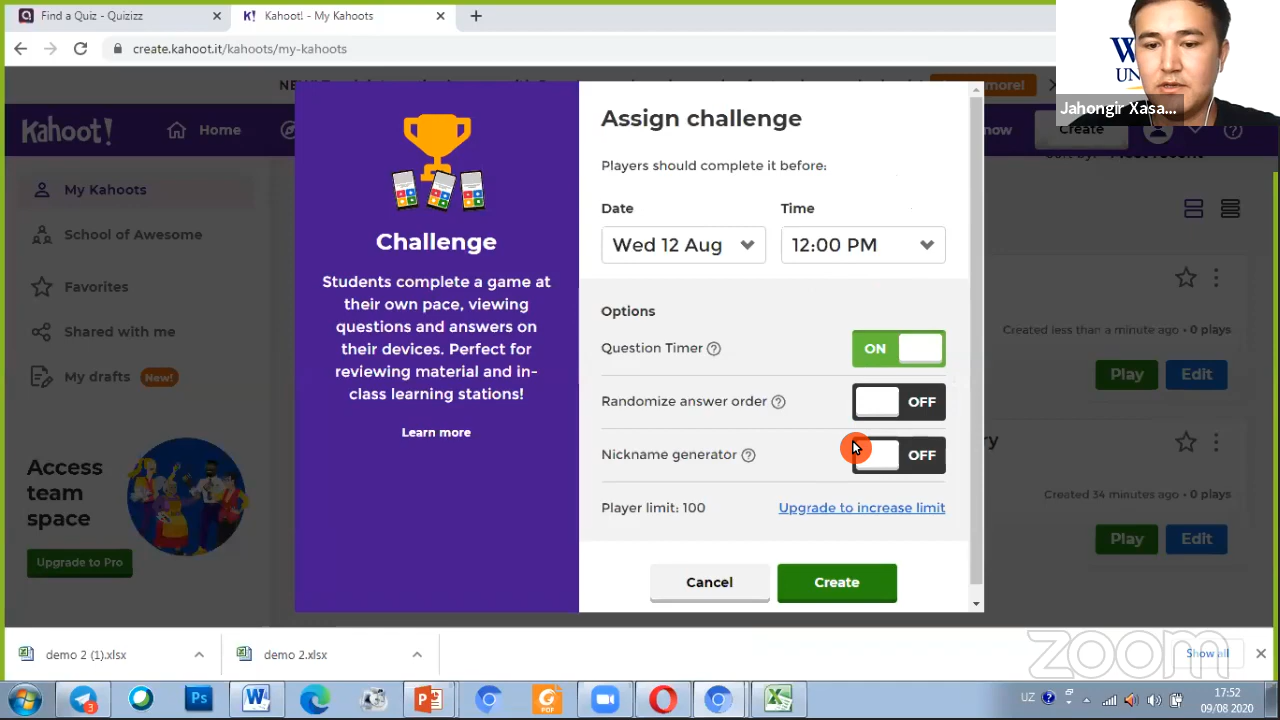 Find a Quiz - Quizizz
Kahoot! - My Kahoots
create.kahoot.it/kahoots/my-kahoots
Jahongir Xasa...
Kahoot!
Home
Create
?
My Kahoots
School of Awesome
Favorites
Shared with me
My drafts New!
Access
team
space
Upgrade to Pro
Challenge
Students complete a game at
their own pace, viewing
questions and answers on
their devices. Perfect for
reviewing material and in-
class learning stations!
Learn more
Assign challenge
Players should complete it before:
Date
Time
Wed 12 Aug
12:00 PM
Options
Question Timer ?
ON
Randomize answer order ?
OFF
Nickname generator ?
OFF
Player limit: 100
Upgrade to increase limit
Cancel
Create
Created less than a minute ago • 0 plays
Play
Edit
Created 34 minutes ago • 0 plays
Play
Edit
demo 2 (1).xlsx
demo 2.xlsx
Show all
zoom
UZ
17:52
09/08/2020